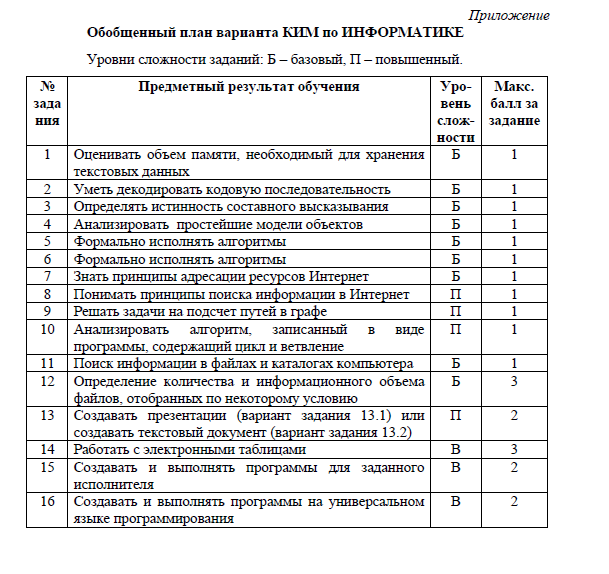 Приложение
Обобщенный план варианта КИМ по ИНФОРМАТИКЕ
Уровни сложности заданий: Б – базовый, П – повышенный.
№ зада ния | Предметный результат обучения | Уро- вень слож- ности | Макс. балл за задание
1 | Оценивать объем памяти, необходимый для хранения | Б | 1
текстовых данных
2 | Уметь декодировать кодовую последовательность | Б | 1
3 | Определять истинность составного высказывания | Б | 1
4 | Анализировать простейшие модели объектов | Б | 1
5 | Формально исполнять алгоритмы | Б | 1
6 | Формально исполнять алгоритмы | Б | 1
7 | Знать принципы адресации ресурсов Интернет | Б | 1
8 | Понимать принципы поиска информации в Интернет | П | 1
9 | Решать задачи на подсчет путей в графе | П | 1
10 | Анализировать алгоритм, записанный в виде | П | 1
программы, содержащий цикл и ветвление
11 | Поиск информации в файлах и каталогах компьютера | Б | 1
12 | Определение количества и информационного объема | Б | 3
файлов, отобранных по некоторому условию
13 | Создавать презентации (вариант задания 13.1) или | П | 2
создавать текстовый документ (вариант задания 13.2)
14 | Работать с электронными таблицами | В | 3
15 | Создавать и выполнять программы для заданного | В | 2
исполнителя
16 | Создавать и выполнять программы на универсальном | В | 2
языке программирования